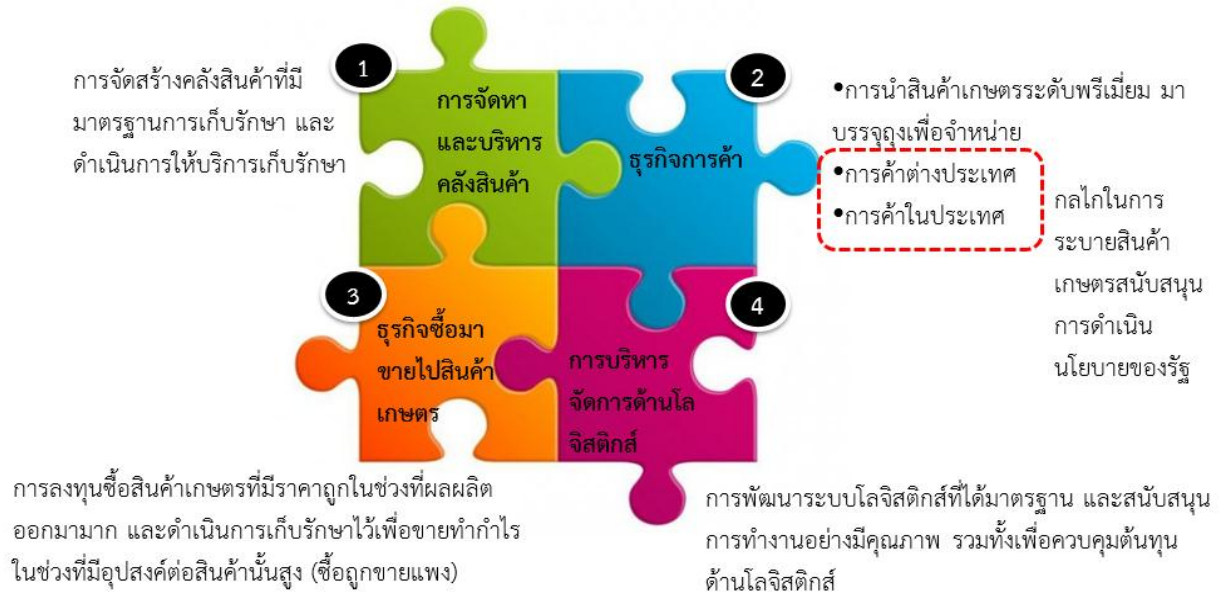 1
การจัดสร้างคลังสินค้าที่มี
มาตรฐานการเก็บรักษา และ
ดำเนินการให้บริการเก็บรักษา
การจัดหา
และบริหาร
คลังสินค้า
2
ธุรกิจการค้า
•การนำสินค้าเกษตรระดับพรีเมี่ยม มา
บรรจุถุงเพื่อจำหน่าย
•การค้าต่างประเทศ
•การค้าในประเทศ
กลไกในการ
ระบายสินค้า
เกษตรสนับสนุน
การดำเนิน
นโยบายของรัฐ
3
ธุรกิจซื้อมา
ขายไปสินค้า
เกษตร
การลงทุนซื้อสินค้าเกษตรที่มีราคาถูกในช่วงที่ผลผลิต
ออกมามาก และดำเนินการเก็บรักษาไว้เพื่อขายทำกำไร
ในช่วงที่มีอุปสงค์ต่อสินค้านั้นสูง (ซื้อถูกขายแพง)
4
การบริหาร
จัดการด้านโล
จิสติกส์
การพัฒนาระบบโลจิสติกส์ที่ได้มาตรฐาน และสนับสนุน
การทำงานอย่างมีคุณภาพ รวมทั้งเพื่อควบคุมต้นทุน
ด้านโลจิสติกส์